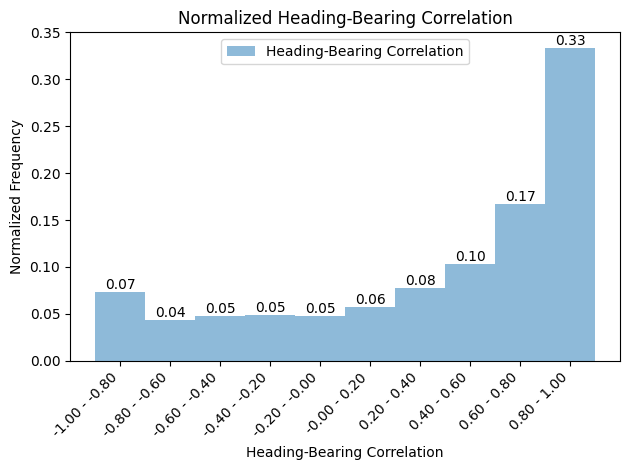 Normalized Heading-Bearing Correlation
Heading-Bearing Correlation
Normalized Frequency
0.35
0.30
0.25
0.20
0.15
0.10
0.05
0.00
0.07
0.04
0.05
0.05
0.05
0.06
0.08
0.10
0.17
0.33
-1.00 - -0.80
-0.80 - -0.60
-0.60 - -0.40
-0.40 - -0.20
-0.20 - -0.00
-0.00 - 0.20
0.20 - 0.40
0.40 - 0.60
0.60 - 0.80
0.80 - 1.00
Heading-Bearing Correlation